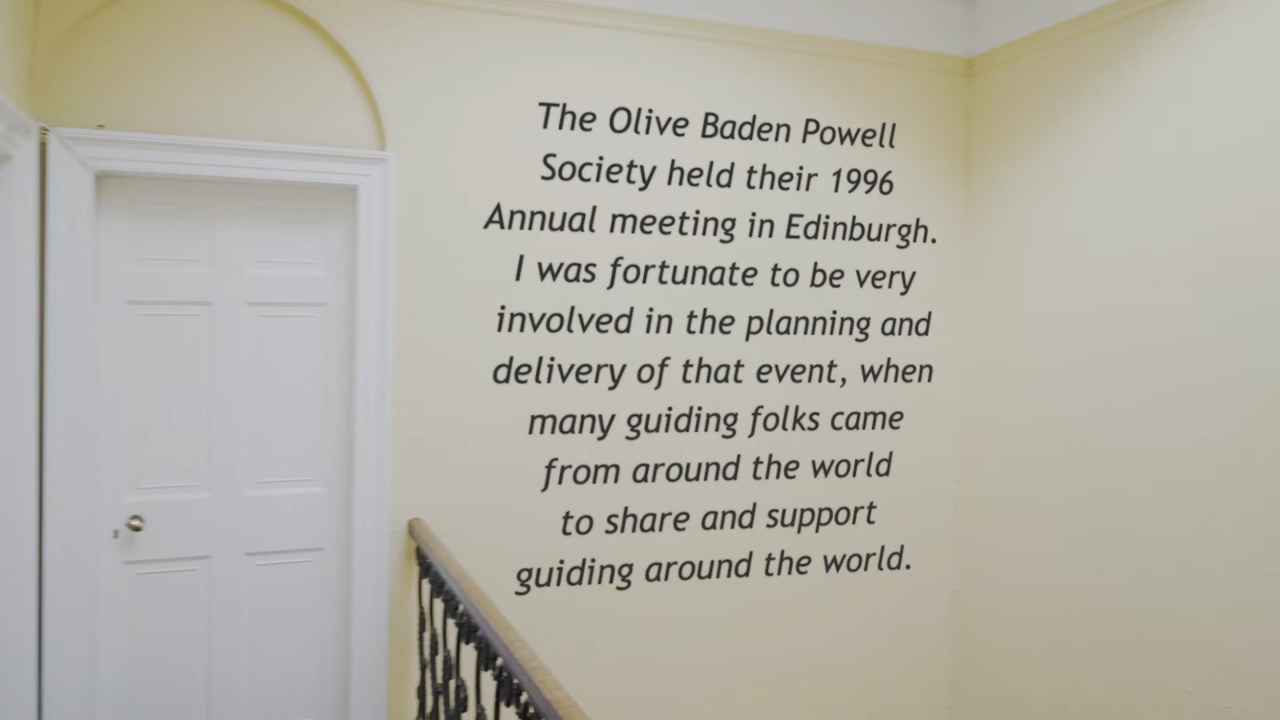 The Olive Baden Powell
Society held their 1996
Annual meeting in Edinburgh.
I was fortunate to be very
involved in the planning and
delivery of that event, when
many guiding folks came
from around the world
to share and support
guiding around the world.